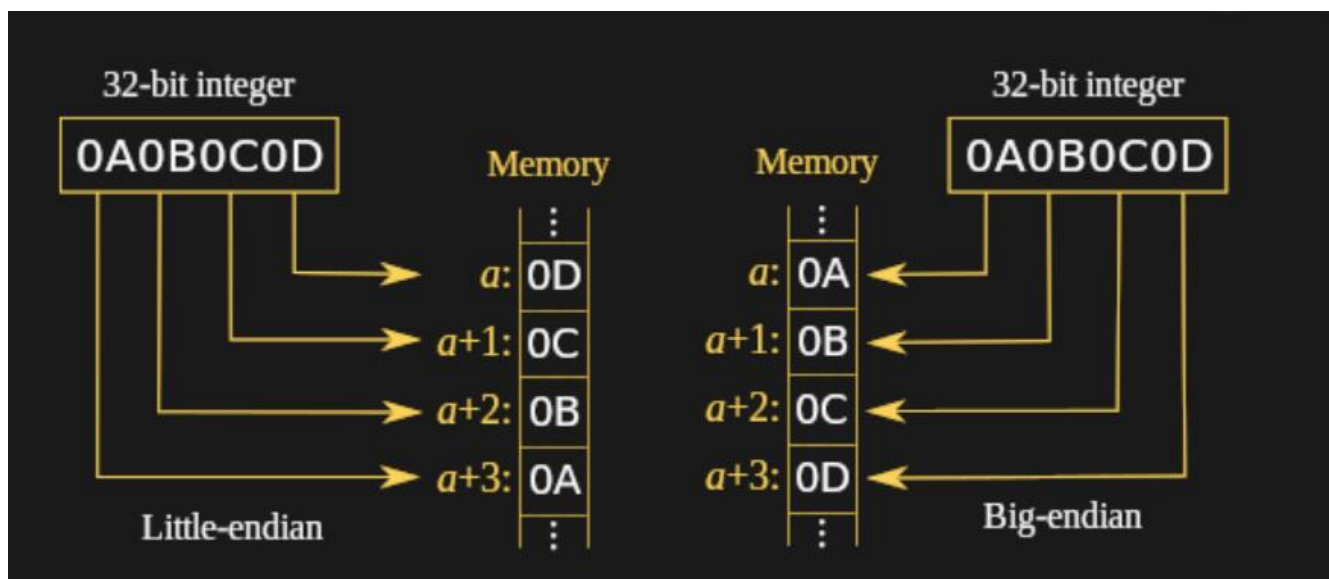 32-bit integer
0A0B0C0D
Memory
⋮
a: 0D
a+1: 0C
a+2: 0B
a+3: 0A
⋮
Little-endian
32-bit integer
0A0B0C0D
Memory
⋮
a: 0A
a+1: 0B
a+2: 0C
a+3: 0D
⋮
Big-endian